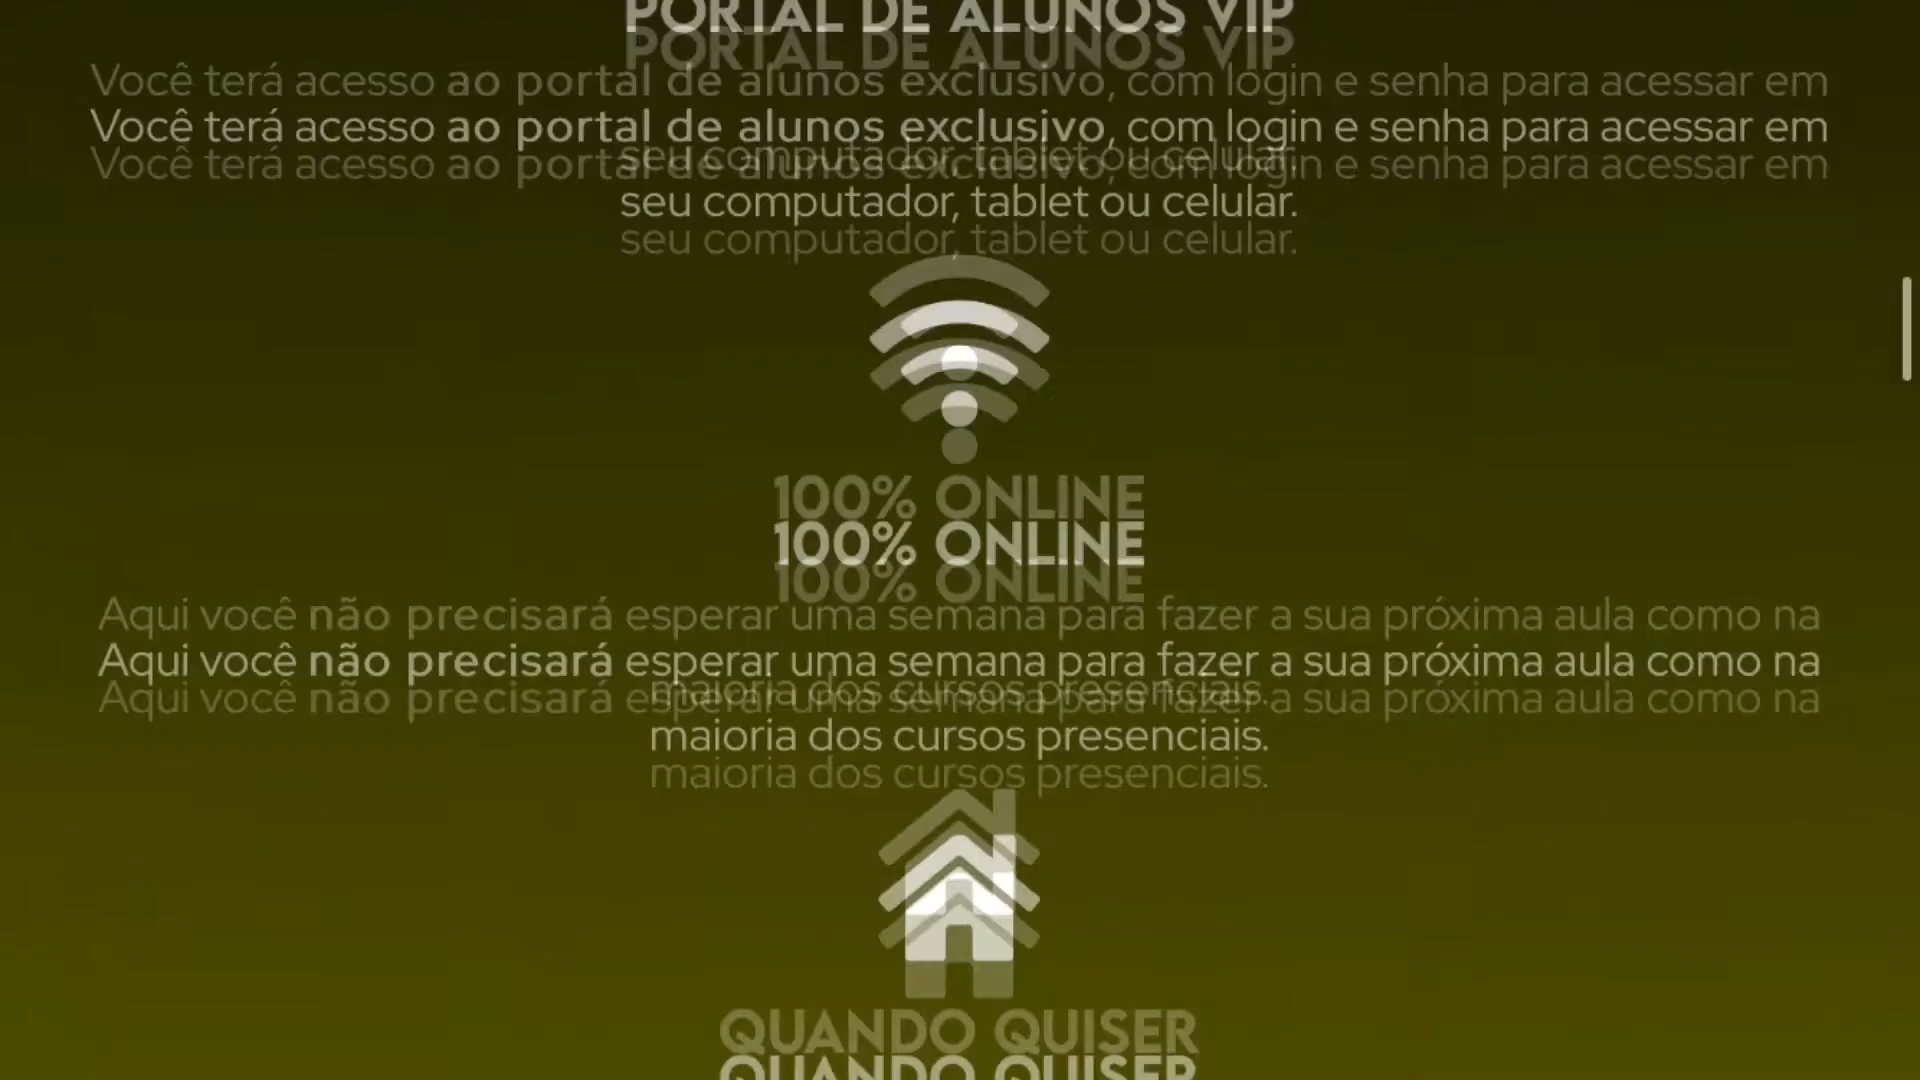 PORTAL DE ALUNOS VIP
Você terá acesso ao portal de alunos exclusivo, com login e senha para acessar em
seu computador, tablet ou celular.
100% ONLINE
Aqui você não precisará esperar uma semana para fazer a sua próxima aula como na
maioria dos cursos presenciais.
QUANDO QUISER